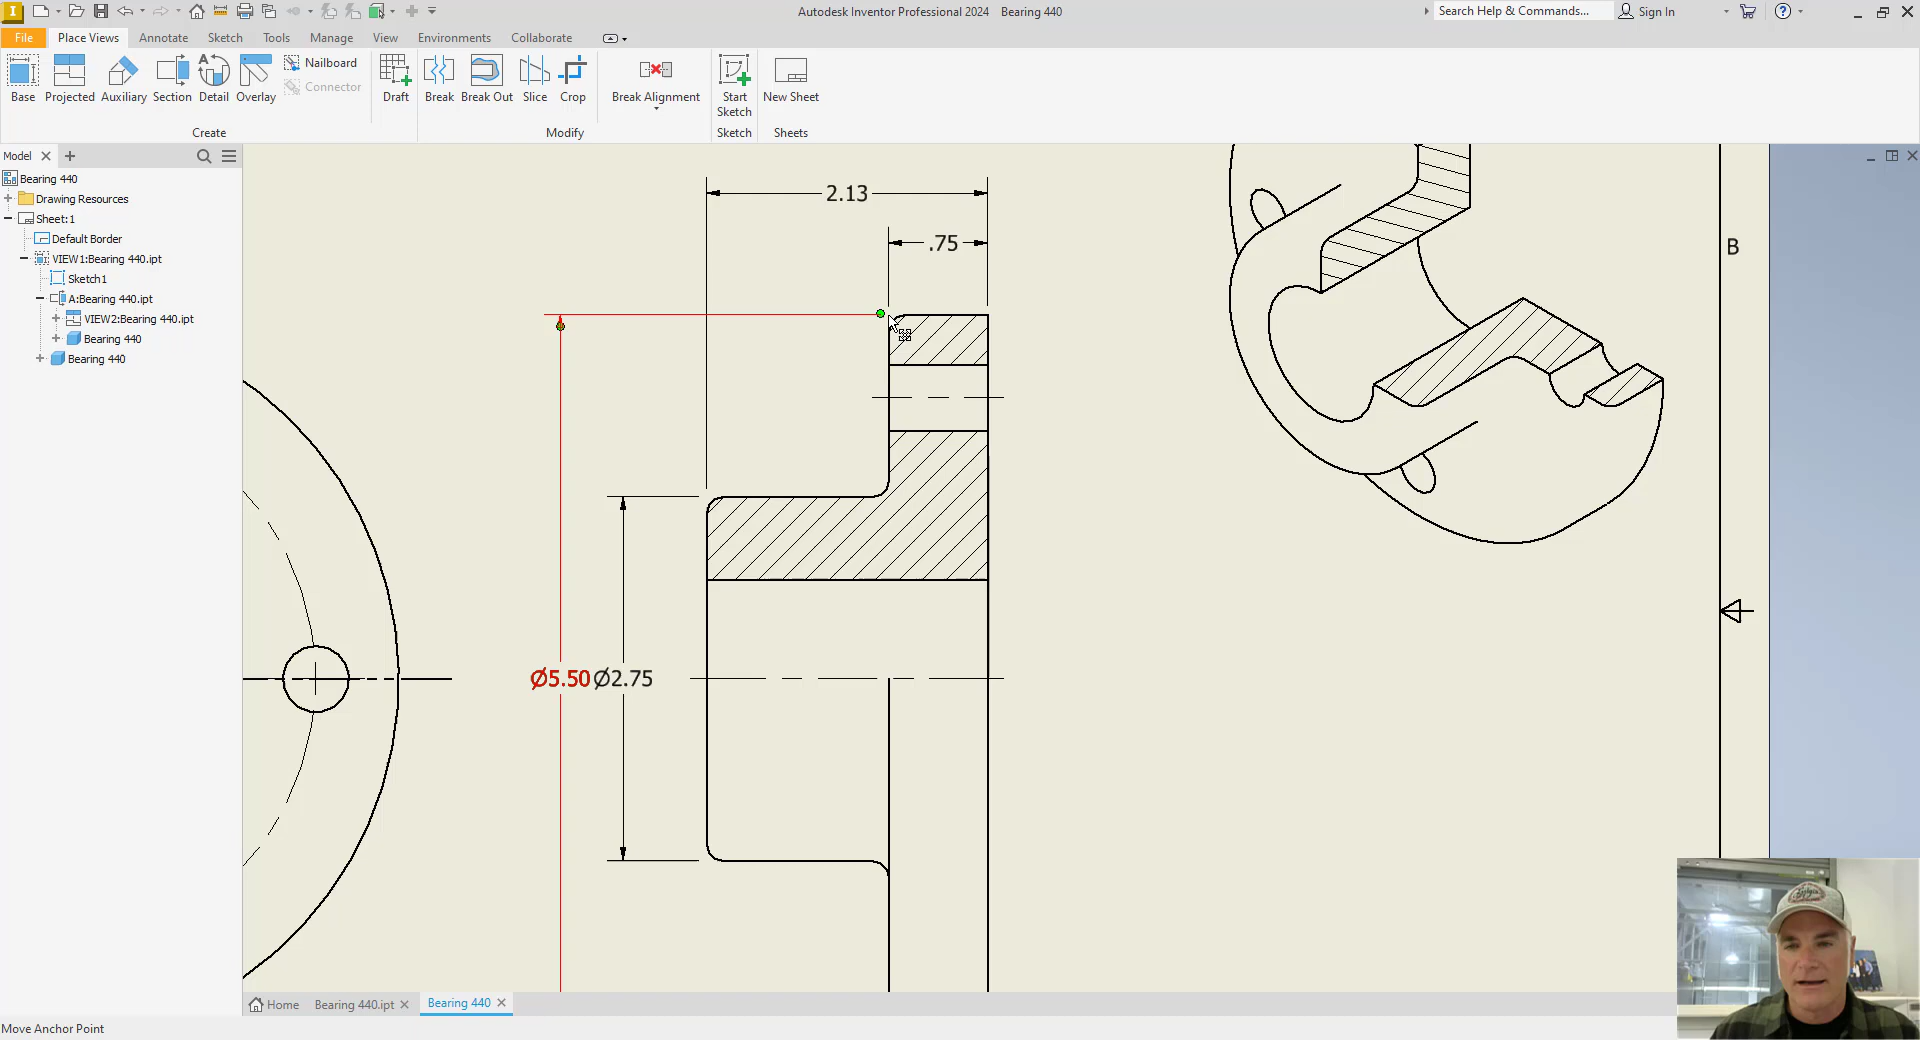 I
Autodesk Inventor Professional 2024 Bearing 440
Search Help & Commands...
Sign In
File
Place Views
Annotate
Sketch
Tools
Manage
View
Environments
Collaborate
Base
Projected
Auxiliary
Section
Detail
Overlay
Nailboard
Connector
Draft
Break
Break Out
Slice
Crop
Break Alignment
Start
Sketch
New Sheet
Create
Modify
Sketch
Sheets
Model
Bearing 440
Drawing Resources
Sheet:1
Default Border
VIEW1:Bearing 440.ipt
Sketch1
A:Bearing 440.ipt
VIEW2:Bearing 440.ipt
Bearing 440
Bearing 440
2.13
.75
B
Ø5.50
Ø2.75
Home
Bearing 440.ipt
Bearing 440
Move Anchor Point